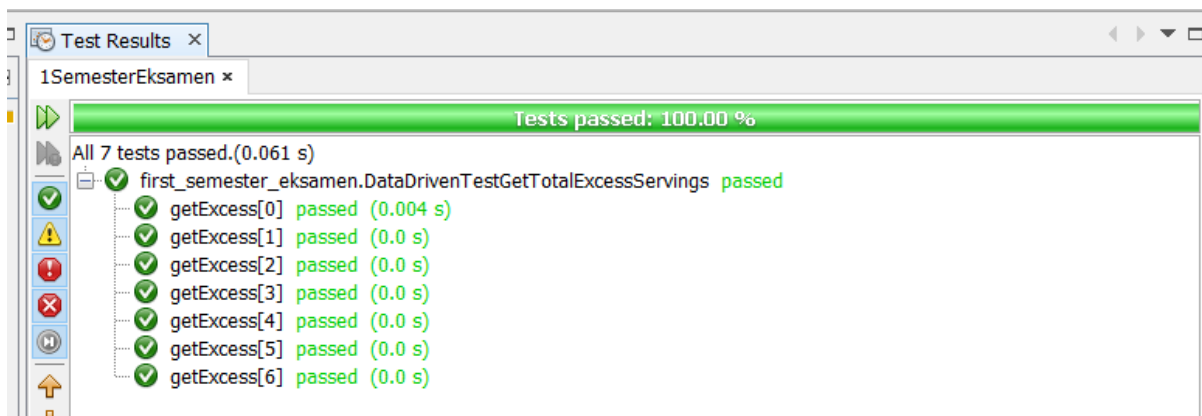 Test Results
1SemesterEksamen
Tests passed: 100.00 %
All 7 tests passed.(0.061 s)
first_semester_eksamen.DataDrivenTestGetTotalExcessServings passed
getExcess[0] passed (0.004 s)
getExcess[1] passed (0.0 s)
getExcess[2] passed (0.0 s)
getExcess[3] passed (0.0 s)
getExcess[4] passed (0.0 s)
getExcess[5] passed (0.0 s)
getExcess[6] passed (0.0 s)